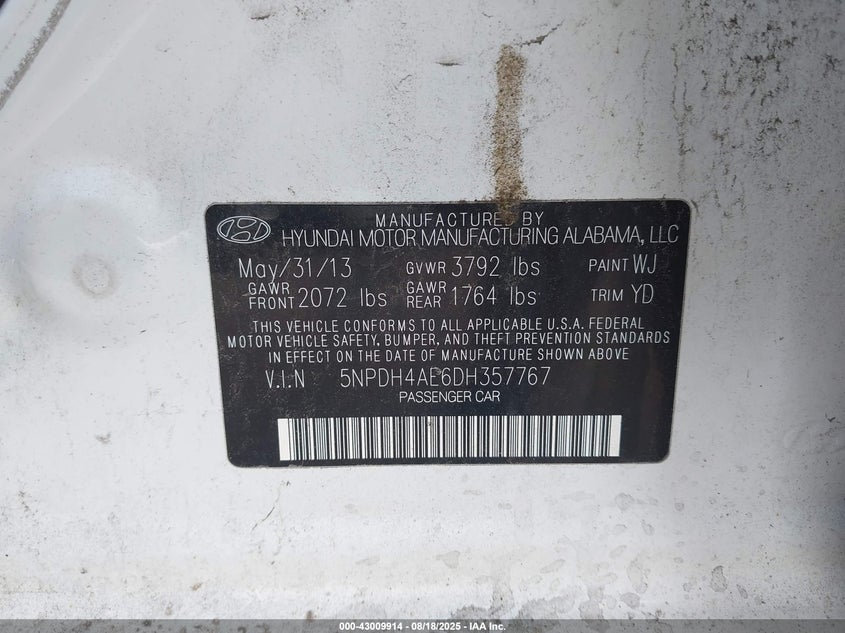 MANUFACTURED BY
HYUNDAI MOTOR MANUFACTURING ALABAMA, LLC
May/31/13 GVWR 3792 lbs PAINT WJ
GAWR FRONT 2072 lbs GAWR REAR 1764 lbs TRIM YD
THIS VEHICLE CONFORMS TO ALL APPLICABLE U.S.A. FEDERAL
MOTOR VEHICLE SAFETY, BUMPER, AND THEFT PREVENTION STANDARDS
IN EFFECT ON THE DATE OF MANUFACTURE SHOWN ABOVE
V.I.N 5NPDH4AE6DH357767
PASSENGER CAR
000-43009914 - 08/18/2025 - IAA Inc.